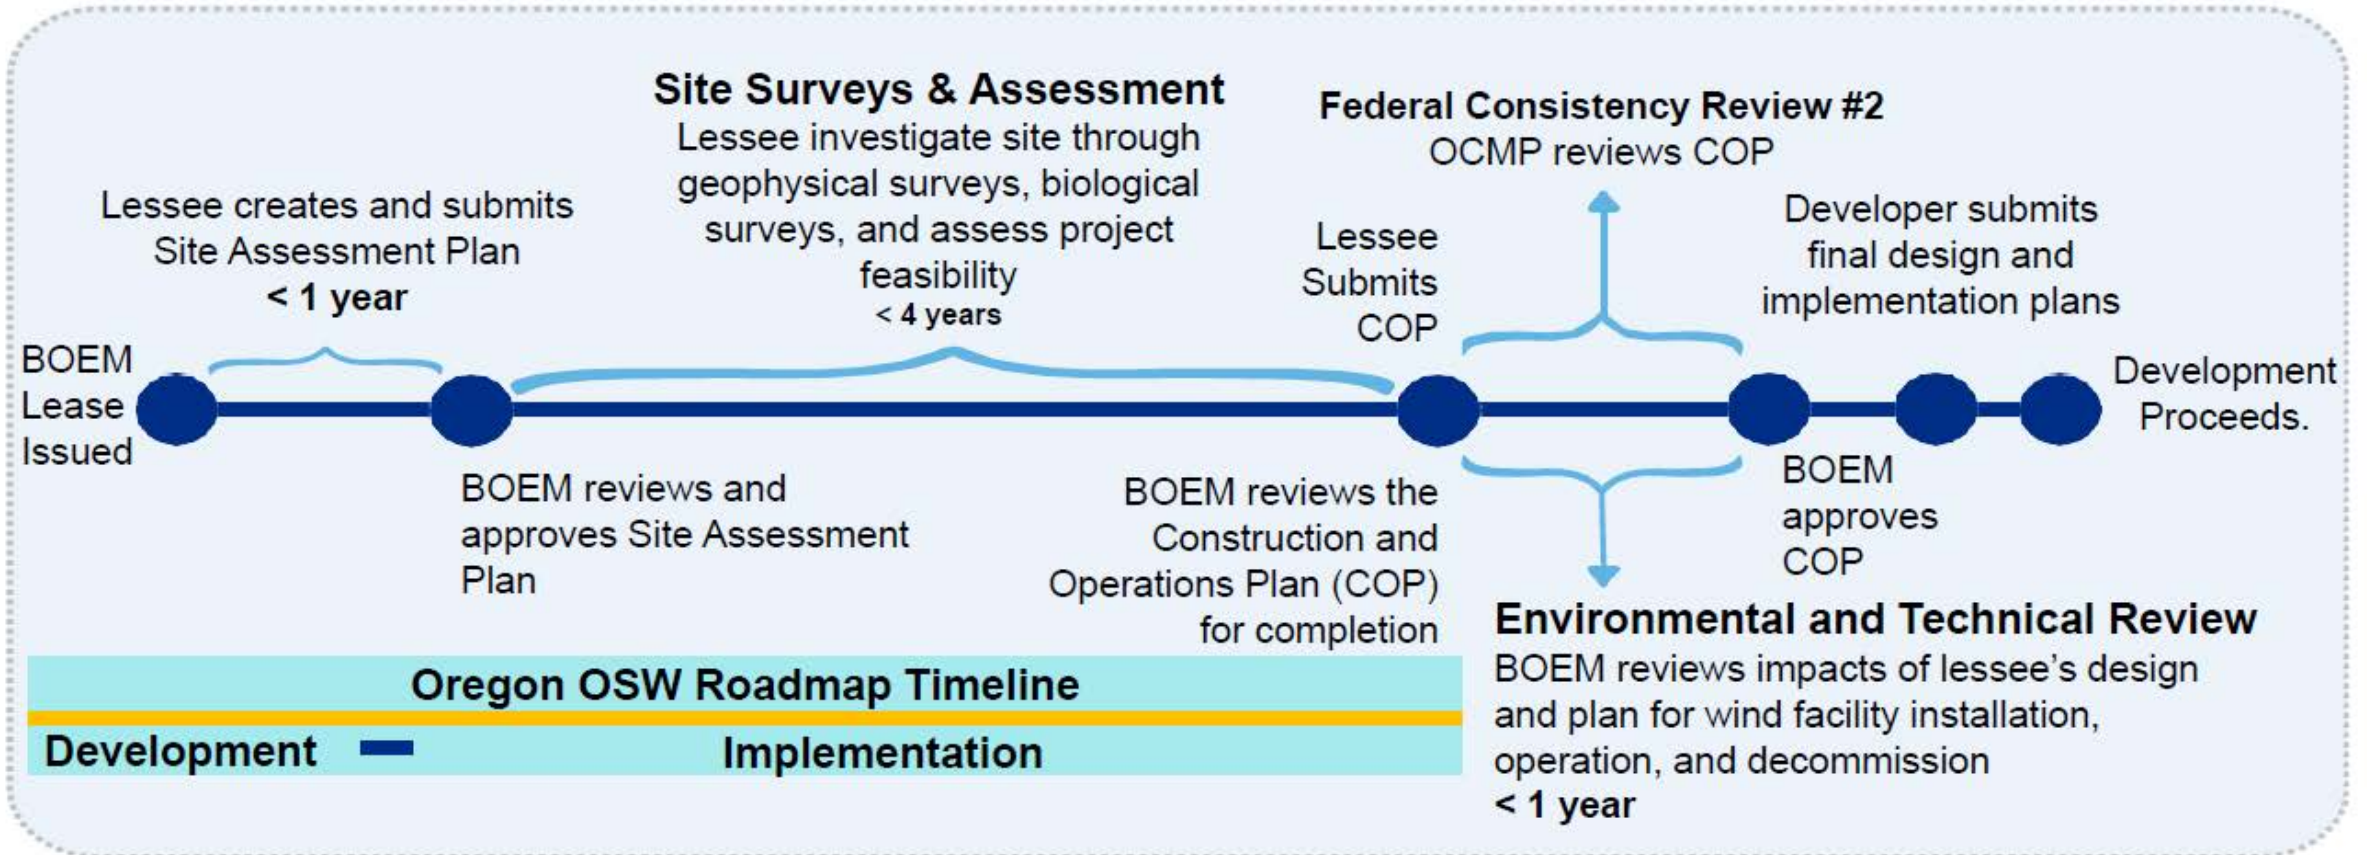 BOEM
Lease
Issued
Lessee creates and submits
Site Assessment Plan
< 1 year
BOEM reviews and
approves Site Assessment
Plan
Site Surveys & Assessment
Lessee investigate site through
geophysical surveys, biological
surveys, and assess project
feasibility
< 4 years
Lessee
Submits
COP
BOEM reviews the
Construction and
Operations Plan (COP)
for completion
Federal Consistency Review #2
OCMP reviews COP
Environmental and Technical Review
BOEM reviews impacts of lessee's design
and plan for wind facility installation,
operation, and decommission
< 1 year
BOEM
approves
COP
Developer submits
final design and
implementation plans
Development
Proceeds.
Oregon OSW Roadmap Timeline
Development
Implementation